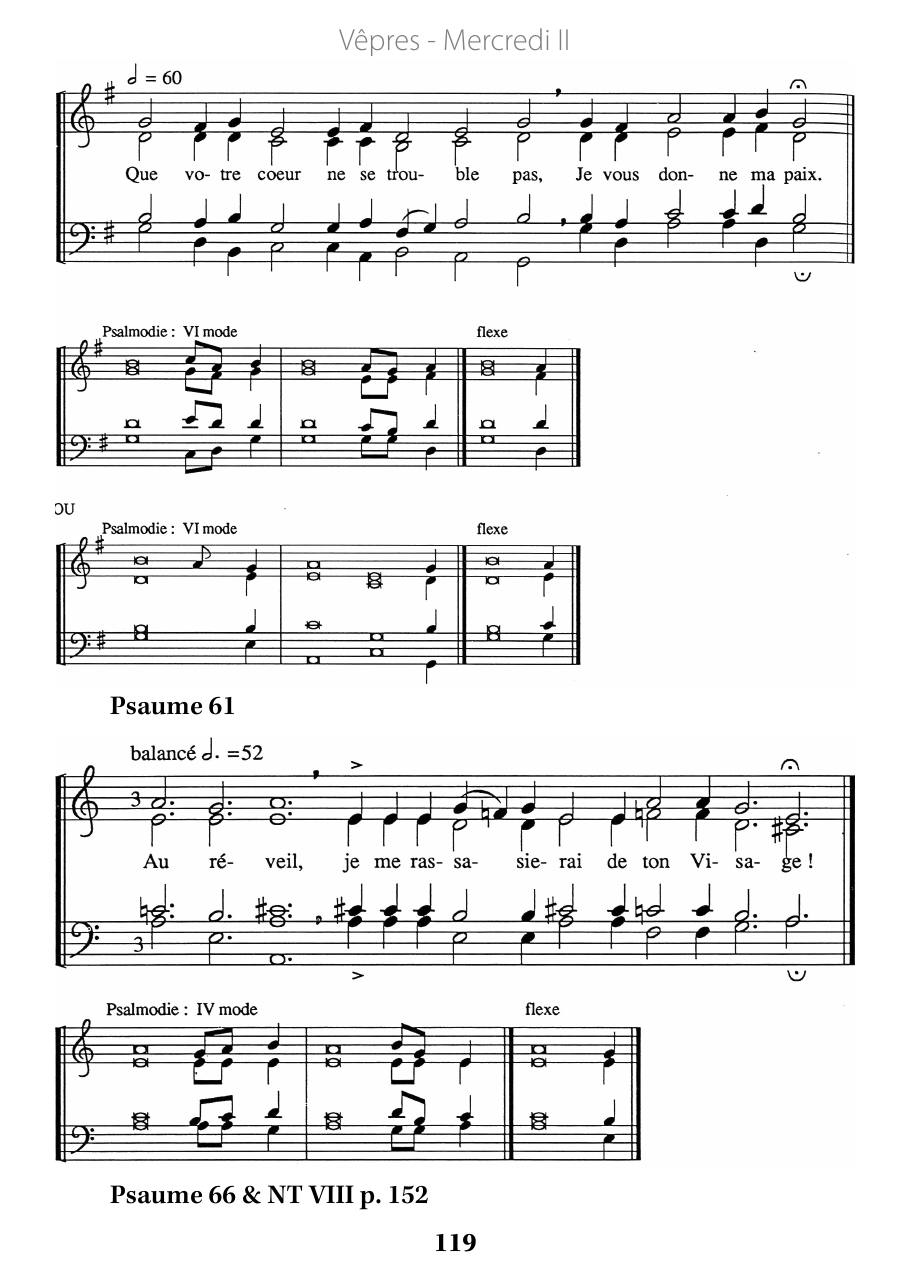 Vêpres - Mercredi II
= 60
Que vo- tre coeur ne se trou- ble pas, Je vous don- ne ma paix.
Psalmodie : VI mode flexe
OU
Psalmodie : VI mode flexe
Psaume 61
balancé =52
3
Au ré- veil, je me ras- sa- sie- rai de ton Vi- sa- ge !
3
Psalmodie : IV mode flexe
Psaume 66 & NT VIII p. 152
119